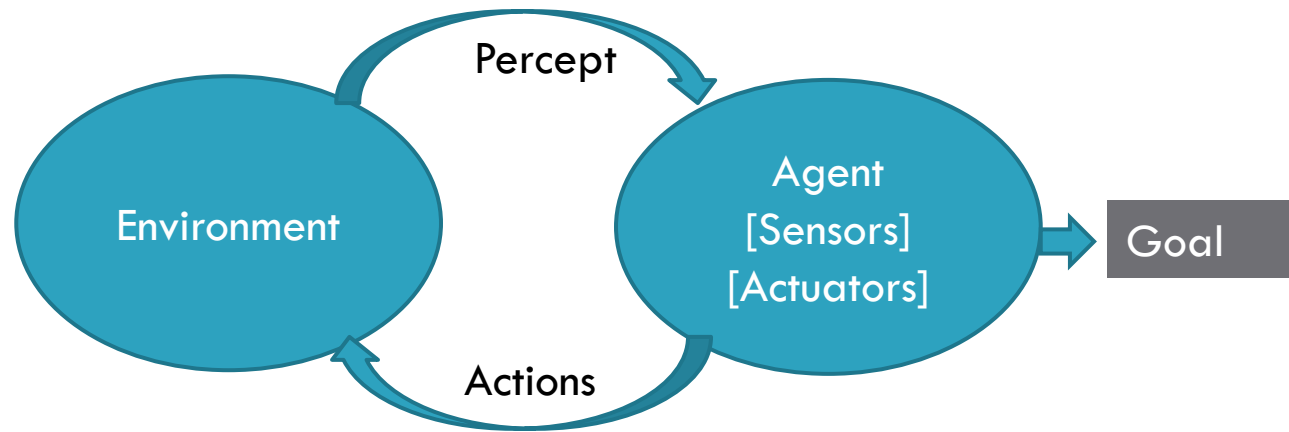 Percept
Environment
Agent
[Sensors]
[Actuators]
Goal
Actions